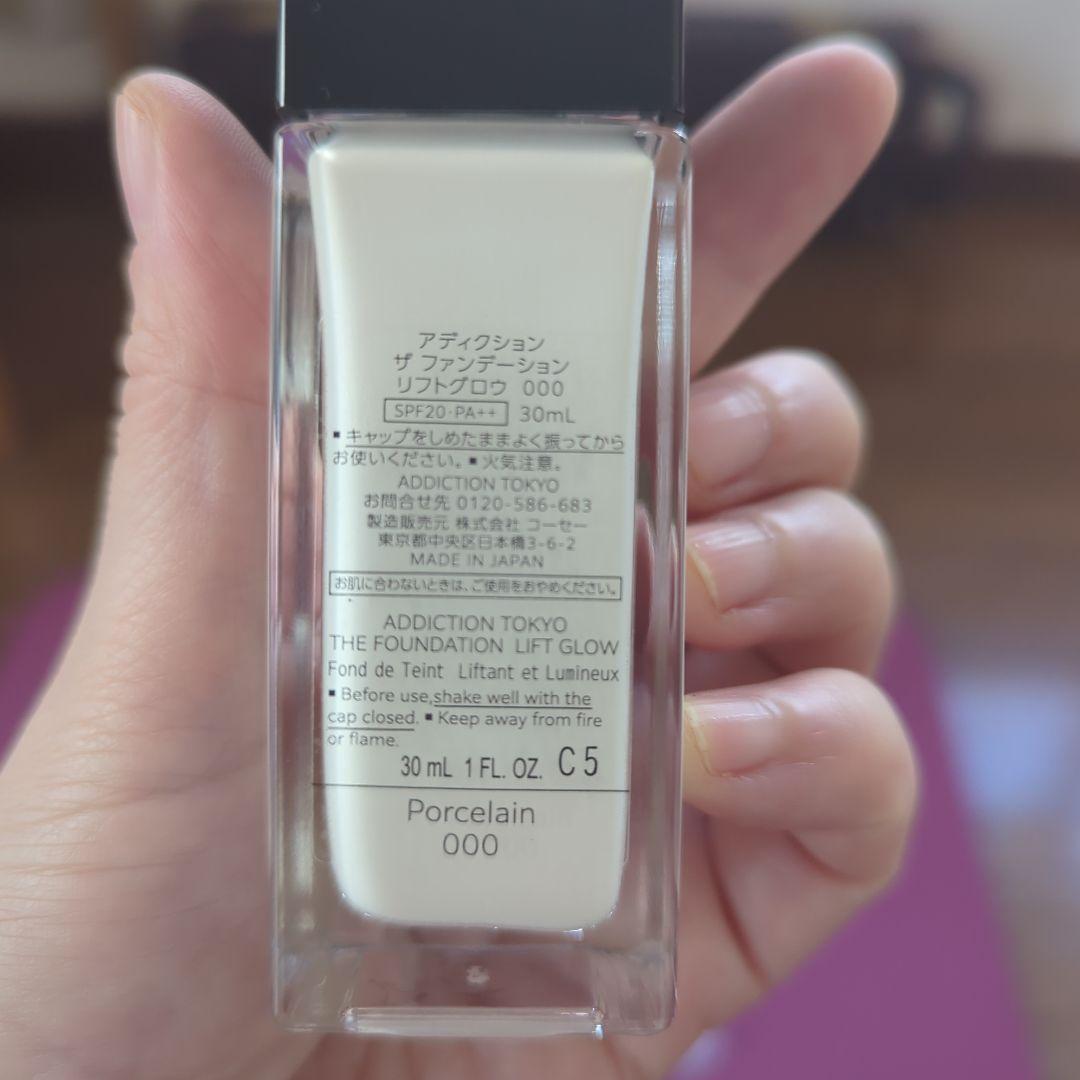 アディクション
ザ ファンデーション
リフトグロウ 000
SPF20・PA++ 30mL
▪キャップをしめたままよく振ってから
お使いください。▪火気注意。
ADDICTION TOKYO
お問合せ先 0120-586-683
製造販売元 株式会社 コーセー
東京都中央区日本橋3-6-2
MADE IN JAPAN
お肌に合わないときは、ご使用をおやめください。
ADDICTION TOKYO
THE FOUNDATION LIFT GLOW
Fond de Teint Liftant et Lumineux
▪Before use,shake well with the
cap closed. ▪Keep away from fire
or flame.
30 mL 1 FL. OZ. C5
Porcelain
000